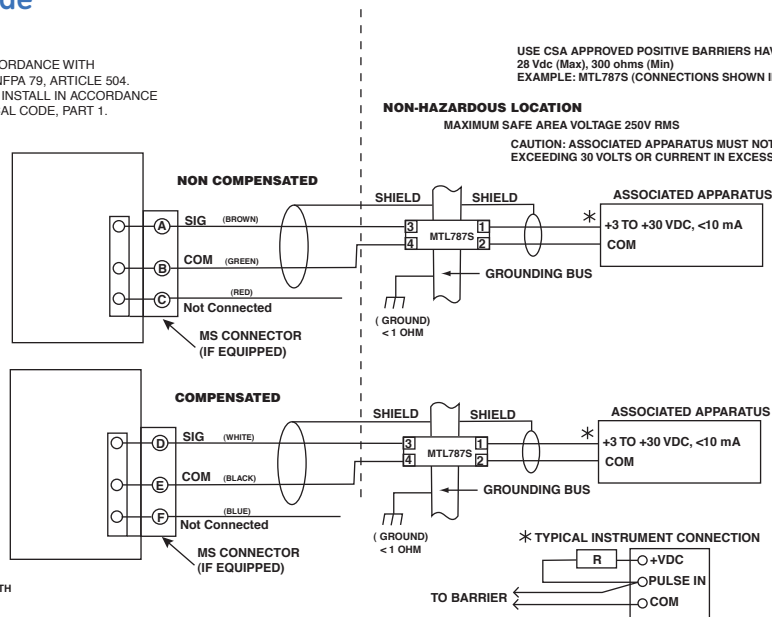 ORDANCE WITH
NFPA 79, ARTICLE 504.
INSTALL IN ACCORDANCE
AL CODE, PART 1.
USE CSA APPROVED POSITIVE BARRIERS
28 Vdc (Max), 300 ohms (Min)
EXAMPLE: MTL787S (CONNECTIONS SHOWN
NON-HAZARDOUS LOCATION
MAXIMUM SAFE AREA VOLTAGE 250V RMS
CAUTION: ASSOCIATED APPARATUS MUST NOT
EXCEEDING 30 VOLTS OR CURRENT IN EXCESS
NON COMPENSATED
SHIELD SHIELD
ASSOCIATED APPARATUS
A SIG (BROWN)
3 MTL787S 1
4 2
+3 TO +30 VDC, <10 mA
COM
B COM (GREEN)
GROUNDING BUS
C (RED)
Not Connected
(GROUND)
< 1 OHM
MS CONNECTOR
(IF EQUIPPED)
COMPENSATED
SHIELD SHIELD
ASSOCIATED APPARATUS
D SIG (WHITE)
3 MTL787S 1
4 2
+3 TO +30 VDC, <10 mA
COM
E COM (BLACK)
GROUNDING BUS
F (BLUE)
Not Connected
(GROUND)
< 1 OHM
MS CONNECTOR
(IF EQUIPPED)
* TYPICAL INSTRUMENT CONNECTION
R +VDC
PULSE IN
TO BARRIER
COM